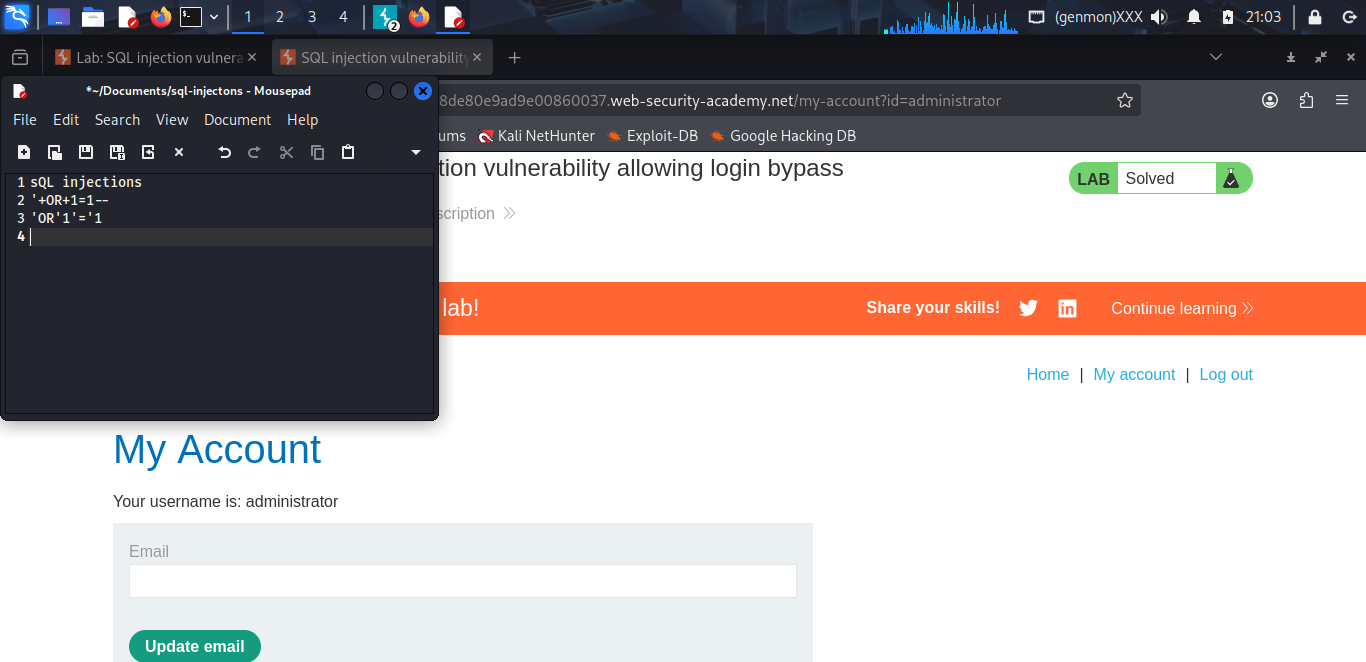 1 2 3 4 2 (genmon)XXX 21:03
Lab: SQL injection vulnera SQL injection vulnerability
*~/Documents/sql-injectons - Mousepad
8de80e9ad9e00860037.web-security-academy.net/my-account?id=administrator
File Edit Search View Document Help
ums Kali NetHunter Exploit-DB Google Hacking DB
tion vulnerability allowing login bypass
LAB Solved
scription
1 sQL injections
2 '+OR+1=1--
3 'OR'1'='1
4
lab!
Share your skills! Continue learning
Home | My account | Log out
My Account
Your username is: administrator
Email
Update email